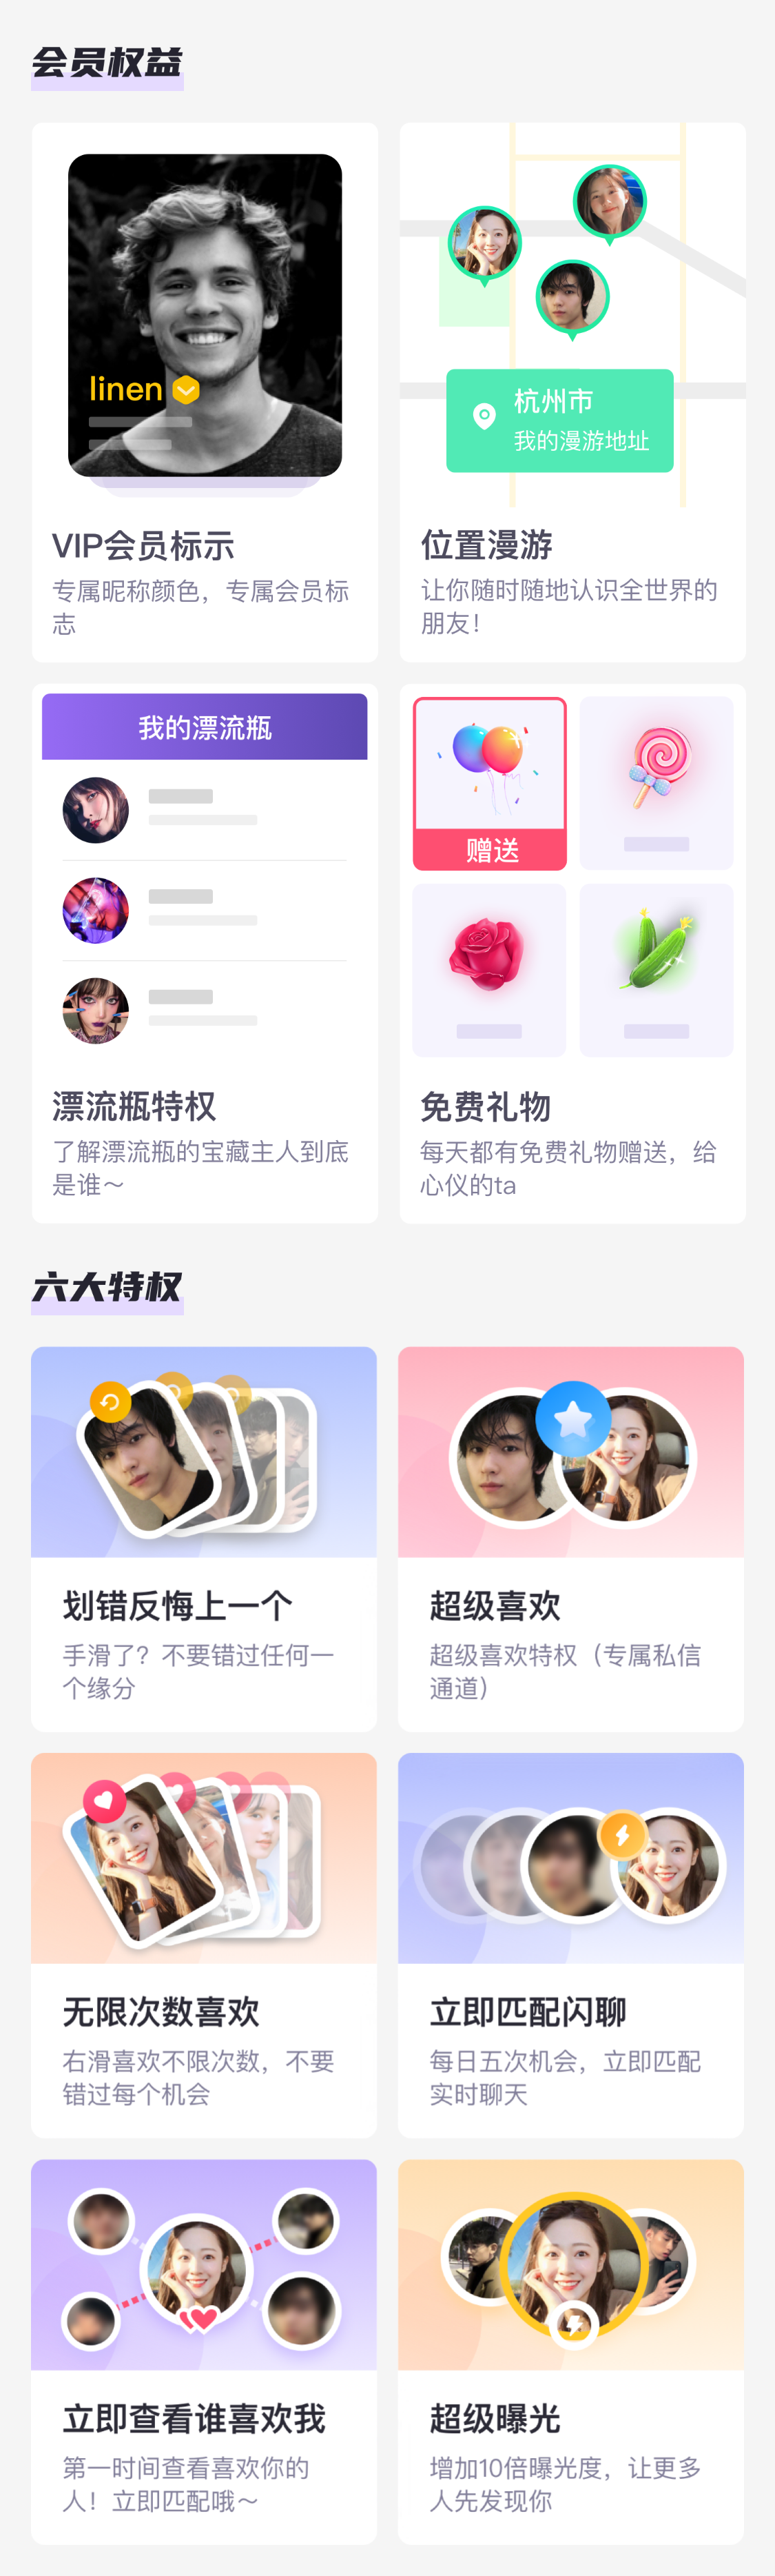 会员权益
linen
杭州市
我的漫游地址
VIP会员标示
专属昵称颜色，专属会员标
志
位置漫游
让你随时随地认识全世界的
朋友！
我的漂流瓶
赠送
漂流瓶特权
了解漂流瓶的宝藏主人到底
是谁～
免费礼物
每天都有免费礼物赠送，给
心仪的ta
六大特权
划错反悔上一个
手滑了？不要错过任何一
个缘分
超级喜欢
超级喜欢特权（专属私信
通道）
无限次数喜欢
右滑喜欢不限次数，不要
错过每个机会
立即匹配闪聊
每日五次机会，立即匹配
实时聊天
立即查看谁喜欢我
第一时间查看喜欢你的
人！立即匹配哦～
超级曝光
增加10倍曝光度，让更多
人先发现你